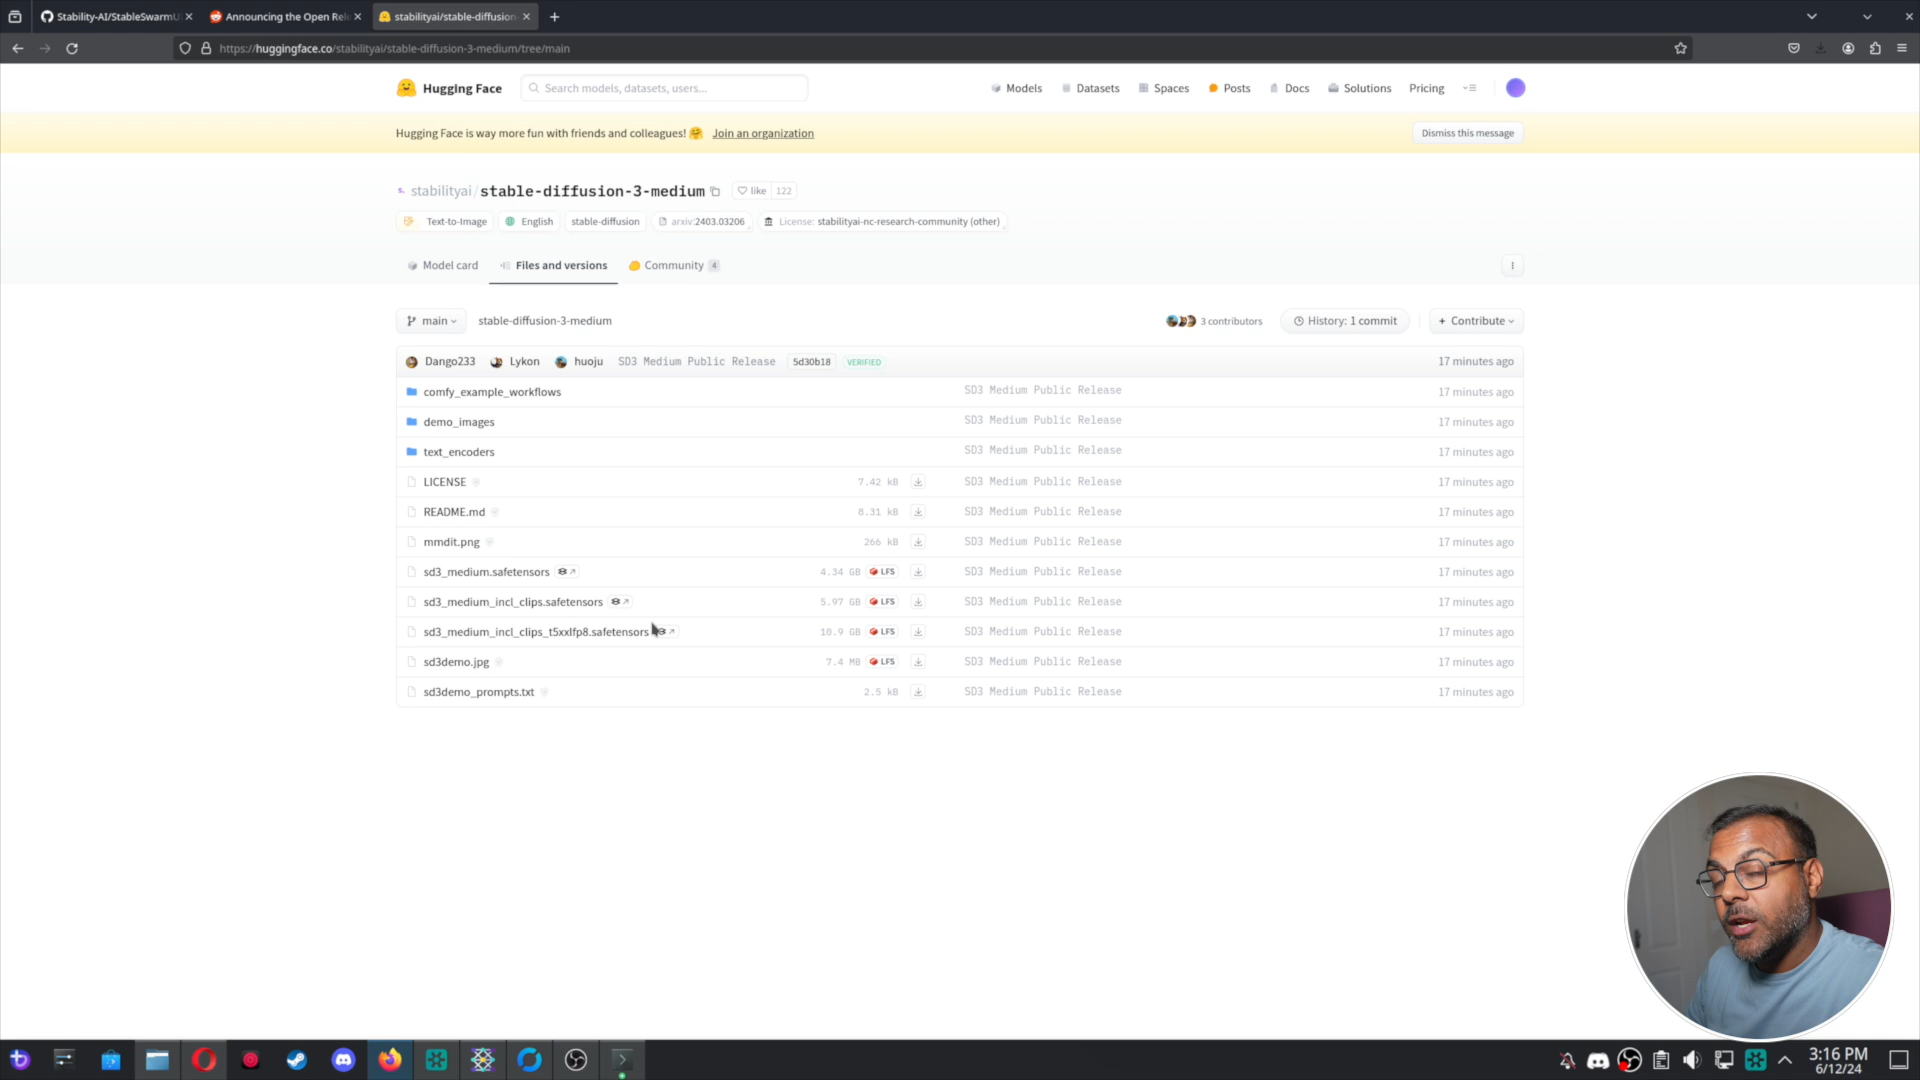 Stability-AI/StableSwarmU
Announcing the Open Rel
stabilityai/stable-diffusion-
https://huggingface.co/stabilityai/stable-diffusion-3-medium/tree/main
Hugging Face
Search models, datasets, users...
Models
Datasets
Spaces
Posts
Docs
Solutions
Pricing
Hugging Face is way more fun with friends and colleagues! 🤗 Join an organization
Dismiss this message
stabilityai/stable-diffusion-3-medium
like 122
Text-to-Image
English
stable-diffusion
arxiv:2403.03206
License: stabilityai-nc-research-community (other)
Model card
Files and versions
Community 4
main
stable-diffusion-3-medium
3 contributors
History: 1 commit
+ Contribute
Dango233 Lykon huoju SD3 Medium Public Release 5d30b18 VERIFIED 17 minutes ago
comfy_example_workflows SD3 Medium Public Release 17 minutes ago
demo_images SD3 Medium Public Release 17 minutes ago
text_encoders SD3 Medium Public Release 17 minutes ago
LICENSE 7.42 kB SD3 Medium Public Release 17 minutes ago
README.md 8.31 kB SD3 Medium Public Release 17 minutes ago
mmdit.png 266 kB SD3 Medium Public Release 17 minutes ago
sd3_medium.safetensors 4.34 GB LFS SD3 Medium Public Release 17 minutes ago
sd3_medium_incl_clips.safetensors 5.97 GB LFS SD3 Medium Public Release 17 minutes ago
sd3_medium_incl_clips_t5xxlfp8.safetensors 10.9 GB LFS SD3 Medium Public Release 17 minutes ago
sd3demo.jpg 7.4 MB LFS SD3 Medium Public Release 17 minutes ago
sd3demo_prompts.txt 2.5 kB SD3 Medium Public Release 17 minutes ago
3:16 PM
6/12/24